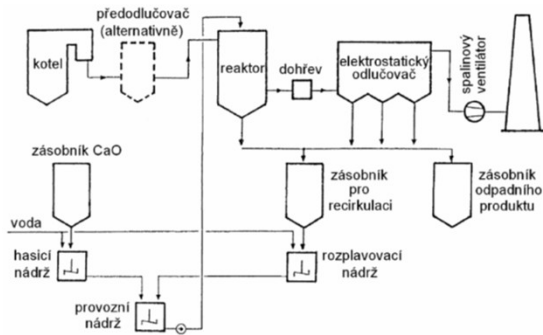 předodlučovač
(alternativně)
kotel
reaktor
dohřev
elektrostatický
odlučovač
spalinový
ventilátor
zásobník CaO
zásobník
pro
recirkulaci
zásobník
odpadního
produktu
voda
hasicí
nádrž
rozplavovací
nádrž
provozní
nádrž